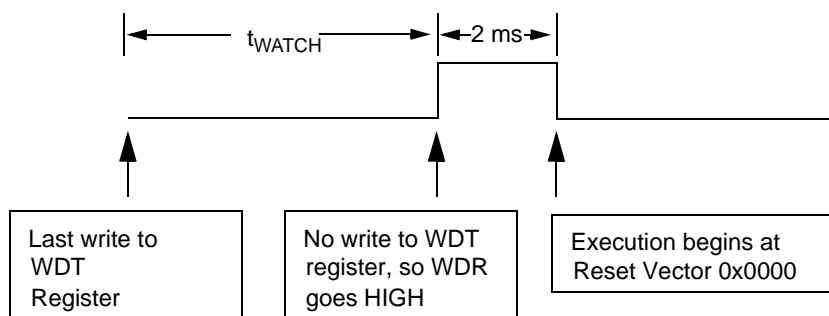 tWATCH
2 ms
Last write to
WDT
Register
No write to WDT
register, so WDR
goes HIGH
Execution begins at
Reset Vector 0x0000